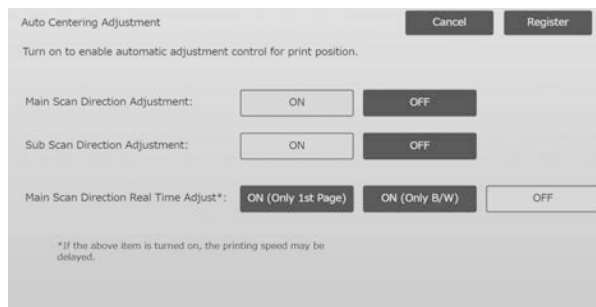 Auto Centering Adjustment Cancel Register
Turn on to enable automatic adjustment control for print position.
Main Scan Direction Adjustment: ON OFF
Sub Scan Direction Adjustment: ON OFF
Main Scan Direction Real Time Adjust*: ON (Only 1st Page) ON (Only B/W) OFF
*If the above item is turned on, the printing speed may be
delayed.